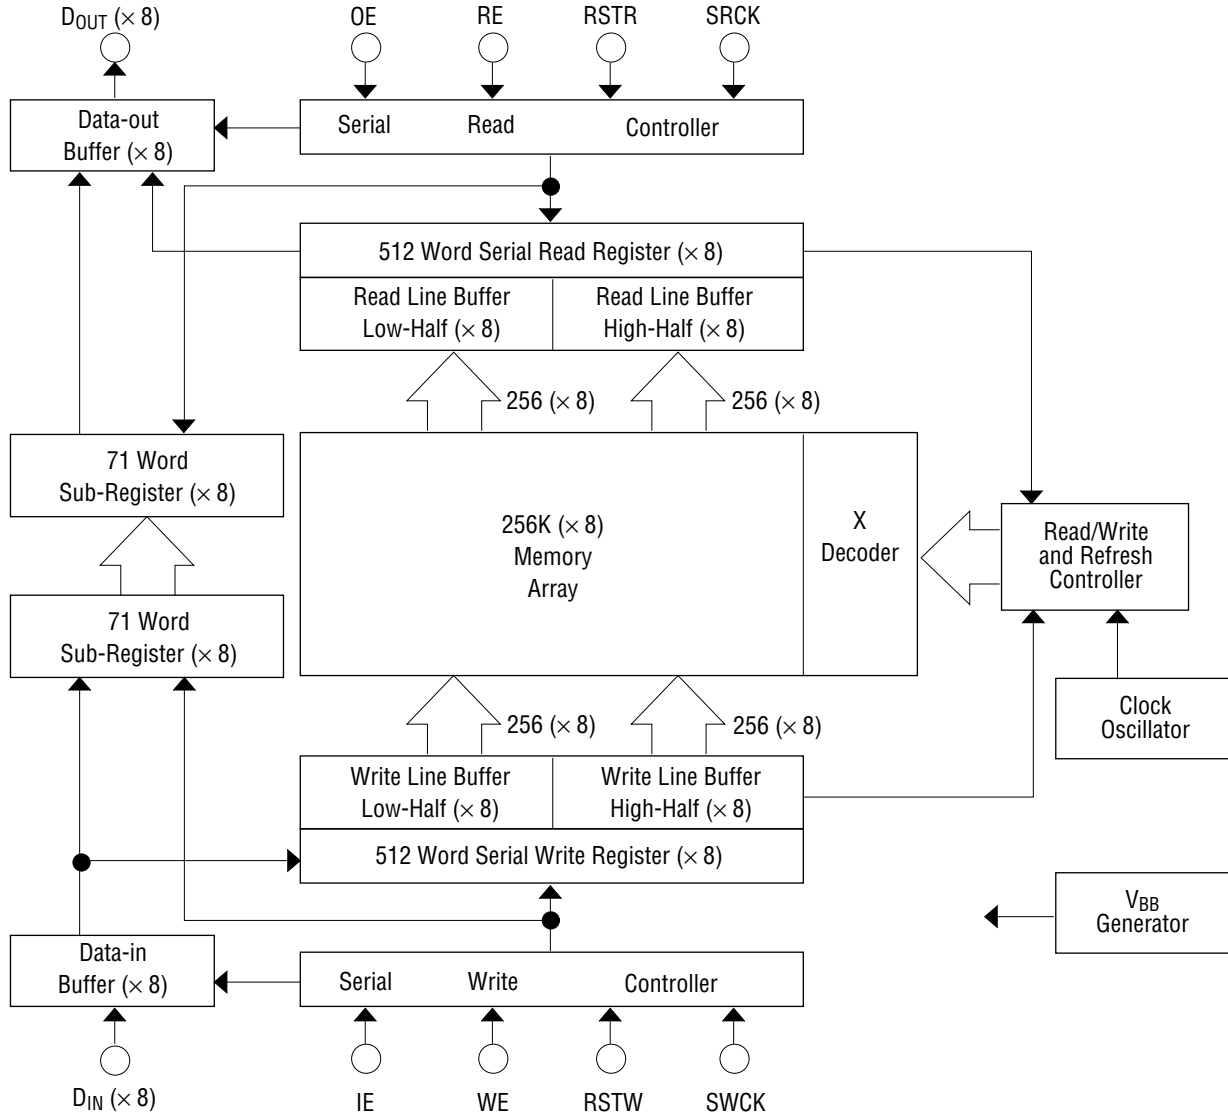 DOUT (× 8)
OE
RE
RSTR
SRCK
Data-out
Buffer (× 8)
Serial Read Controller
512 Word Serial Read Register (× 8)
Read Line Buffer
Low-Half (× 8)
Read Line Buffer
High-Half (× 8)
256 (× 8)
256 (× 8)
71 Word
Sub-Register (× 8)
256K (× 8)
Memory
Array
X
Decoder
Read/Write
and Refresh
Controller
71 Word
Sub-Register (× 8)
256 (× 8)
256 (× 8)
Clock
Oscillator
Write Line Buffer
Low-Half (× 8)
Write Line Buffer
High-Half (× 8)
512 Word Serial Write Register (× 8)
VBB
Generator
Data-in
Buffer (× 8)
Serial Write Controller
DIN (× 8)
IE
WE
RSTW
SWCK